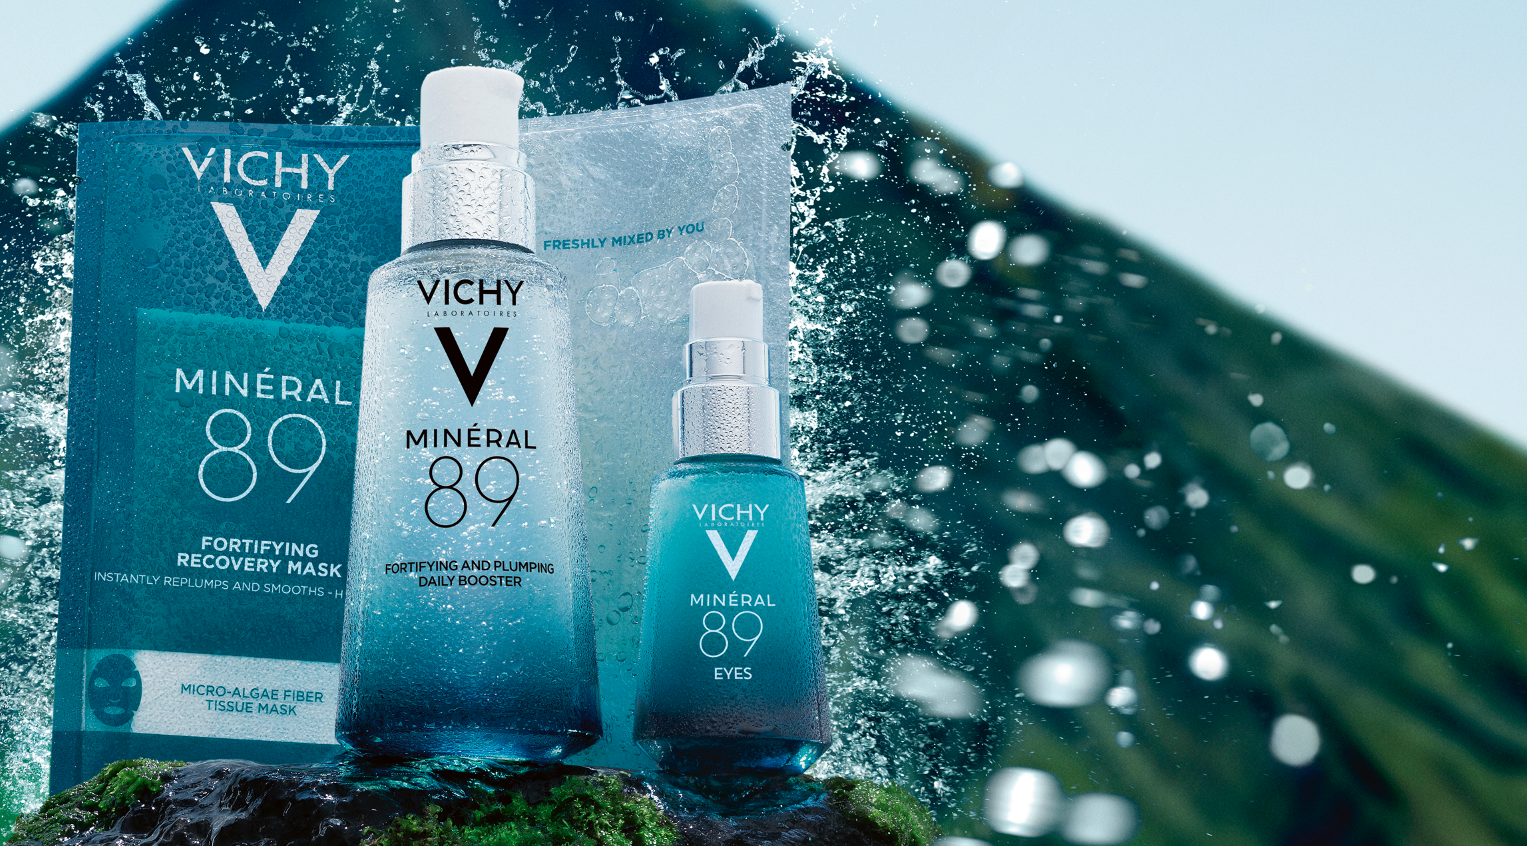 VICHY
LABORATOIRES
V
MINÉRAL
89
FORTIFYING
RECOVERY MASK
INSTANTLY REPLUMPS AND SMOOTHS - H
MICRO-ALGAE FIBER
TISSUE MASK
VICHY
LABORATOIRES
V
MINÉRAL
89
FORTIFYING AND PLUMPING
DAILY BOOSTER
FRESHLY MIXED BY YOU
VICHY
LABORATOIRES
V
MINÉRAL
89
EYES